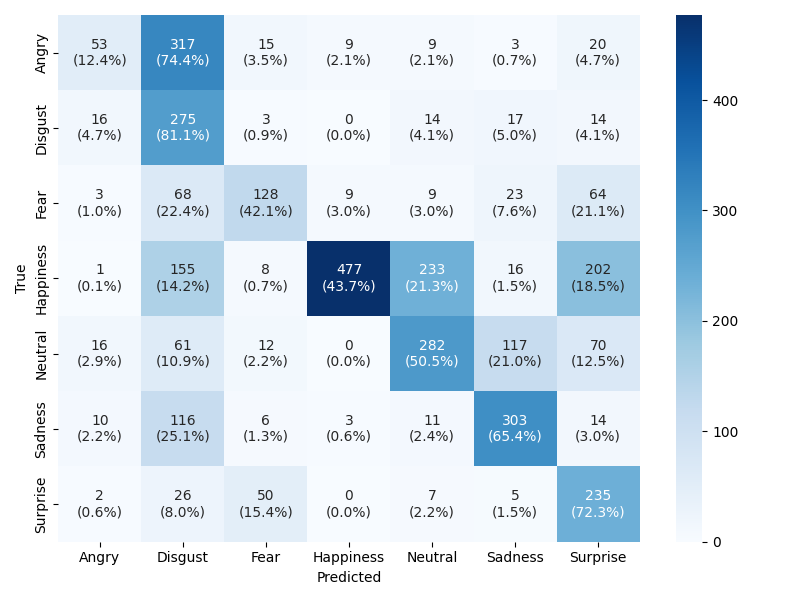 Angry 53 317 15 9 9 3 20
(12.4%) (74.4%) (3.5%) (2.1%) (2.1%) (0.7%) (4.7%)
Disgust 16 275 3 0 14 17 14
(4.7%) (81.1%) (0.9%) (0.0%) (4.1%) (5.0%) (4.1%)
Fear 3 68 128 9 9 23 64
(1.0%) (22.4%) (42.1%) (3.0%) (3.0%) (7.6%) (21.1%)
True
Happiness 1 155 8 477 233 16 202
(0.1%) (14.2%) (0.7%) (43.7%) (21.3%) (1.5%) (18.5%)
Neutral 16 61 12 0 282 117 70
(2.9%) (10.9%) (2.2%) (0.0%) (50.5%) (21.0%) (12.5%)
Sadness 10 116 6 3 11 303 14
(2.2%) (25.1%) (1.3%) (0.6%) (2.4%) (65.4%) (3.0%)
Surprise 2 26 50 0 7 5 235
(0.6%) (8.0%) (15.4%) (0.0%) (2.2%) (1.5%) (72.3%)
Angry Disgust Fear Happiness Neutral Sadness Surprise
Predicted
400
300
200
100
0